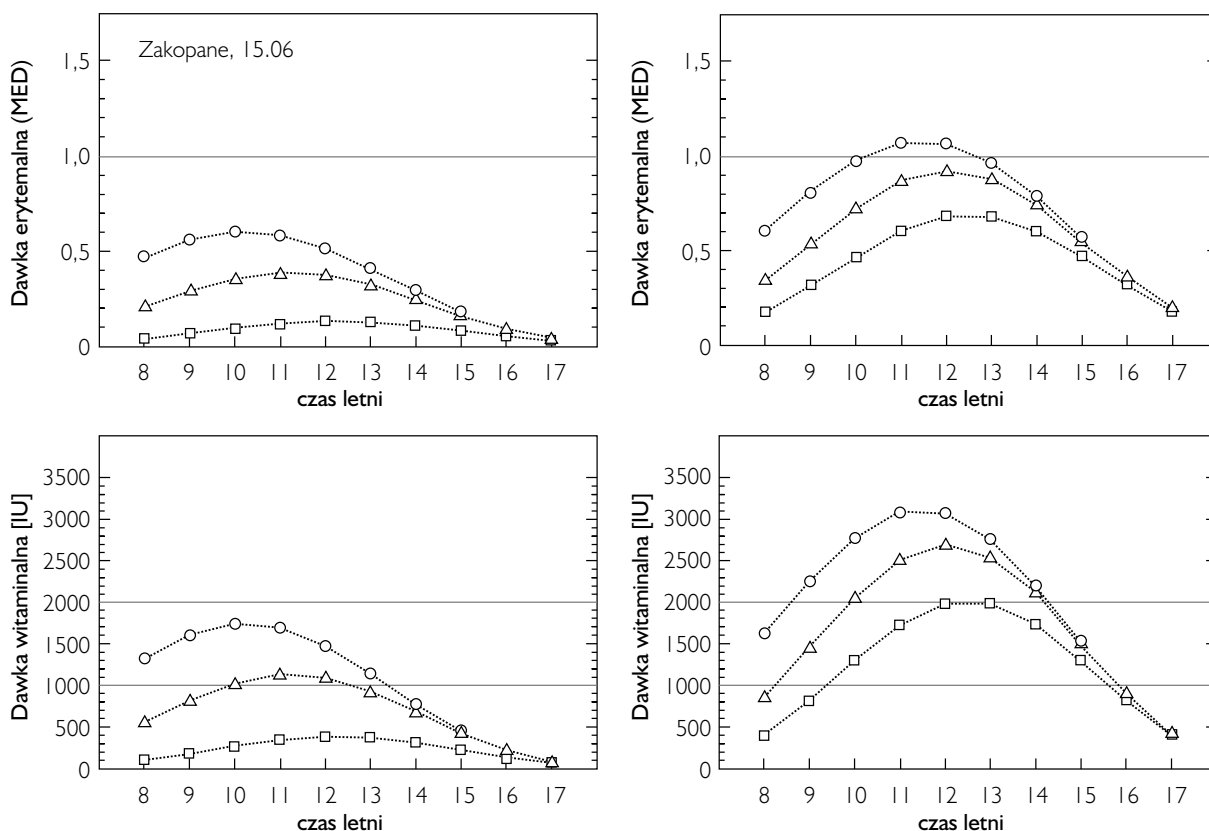 Zakopane, 15.06
Dawka erytemalna (MED)
1,5
1,0
0,5
0
8 9 10 11 12 13 14 15 16 17
czas letni
Dawka erytemalna (MED)
1,5
1,0
0,5
0
8 9 10 11 12 13 14 15 16 17
czas letni
Dawka witaminalna [IU]
3500
3000
2500
2000
1500
1000
500
0
8 9 10 11 12 13 14 15 16 17
czas letni
Dawka witaminalna [IU]
3500
3000
2500
2000
1500
1000
500
0
8 9 10 11 12 13 14 15 16 17
czas letni